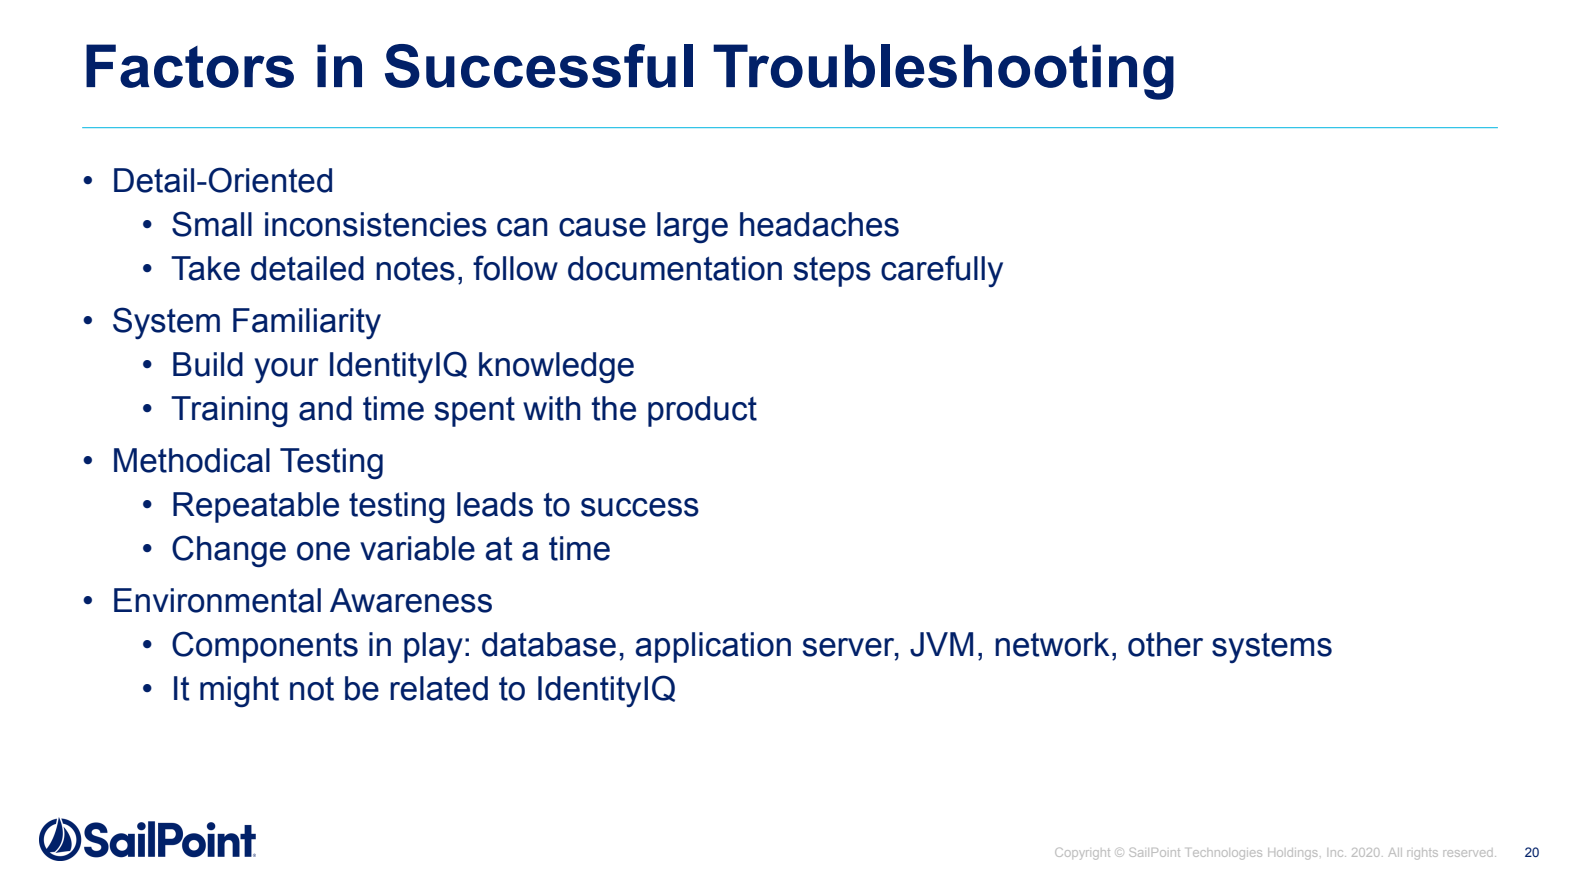 Factors in Successful Troubleshooting
• Detail-Oriented
• Small inconsistencies can cause large headaches
• Take detailed notes, follow documentation steps carefully
• System Familiarity
• Build your IdentityIQ knowledge
• Training and time spent with the product
• Methodical Testing
• Repeatable testing leads to success
• Change one variable at a time
• Environmental Awareness
• Components in play: database, application server, JVM, network, other systems
• It might not be related to IdentityIQ
SailPoint
Copyright © SailPoint Technologies Holdings, Inc. 2020. All rights reserved. 20